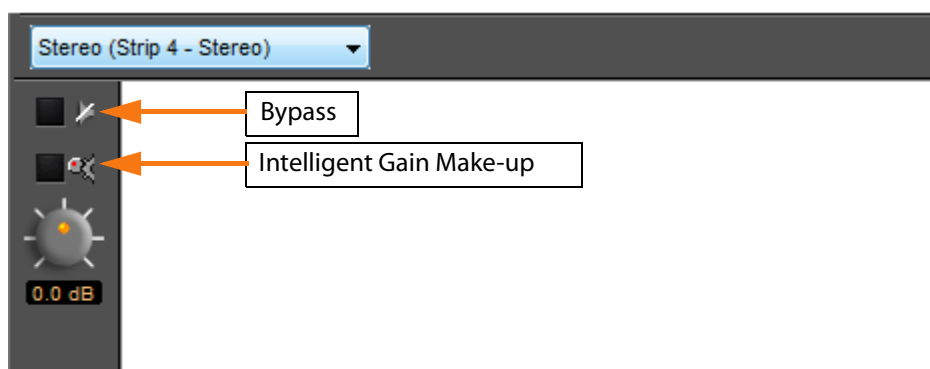 Stereo (Strip 4 - Stereo)
Bypass
Intelligent Gain Make-up
0.0 dB